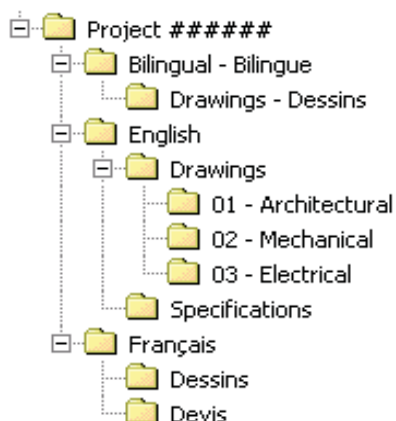 Project ######
Bilingual - Bilingue
Drawings - Dessins
English
Drawings
01 - Architectural
02 - Mechanical
03 - Electrical
Specifications
Français
Dessins
Devis